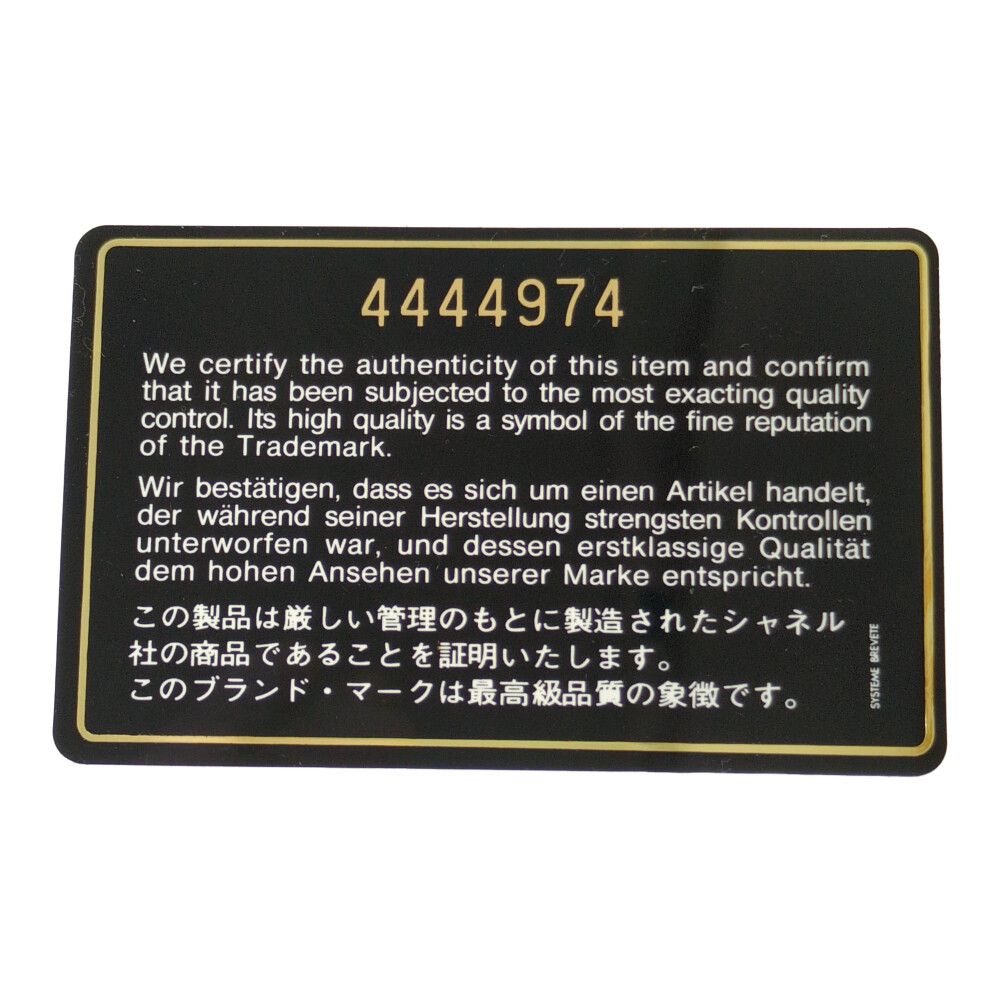 4444974
We certify the authenticity of this item and confirm
that it has been subjected to the most exacting quality
control. Its high quality is a symbol of the fine reputation
of the Trademark.
Wir bestätigen, dass es sich um einen Artikel handelt,
der während seiner Herstellung strengsten Kontrollen
unterworfen war, und dessen erstklassige Qualität
dem hohen Ansehen unserer Marke entspricht.
この製品は厳しい管理のもとに製造されたシャネル
社の商品であることを証明いたします。
このブランド・マークは最高級品質の象徴です。
SYSTEME BREVETE